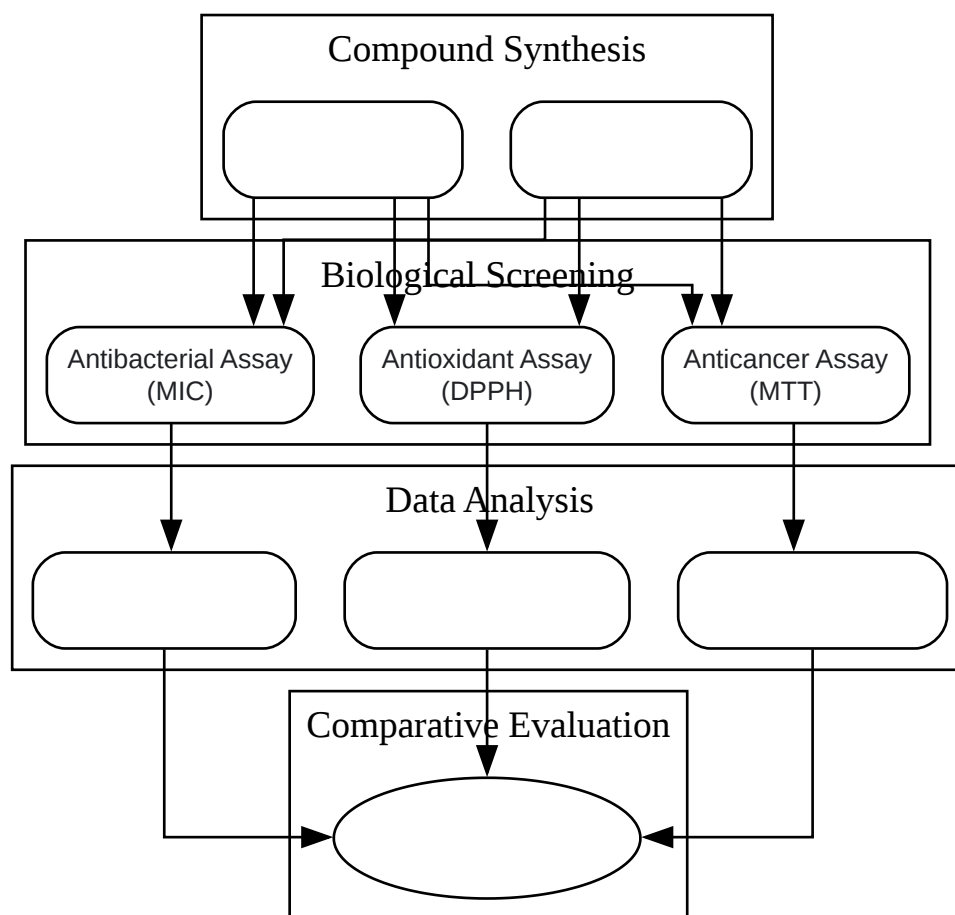 Compound Synthesis
Biological Screening
Antibacterial Assay
(MIC)
Antioxidant Assay
(DPPH)
Anticancer Assay
(MTT)
Data Analysis
Comparative Evaluation